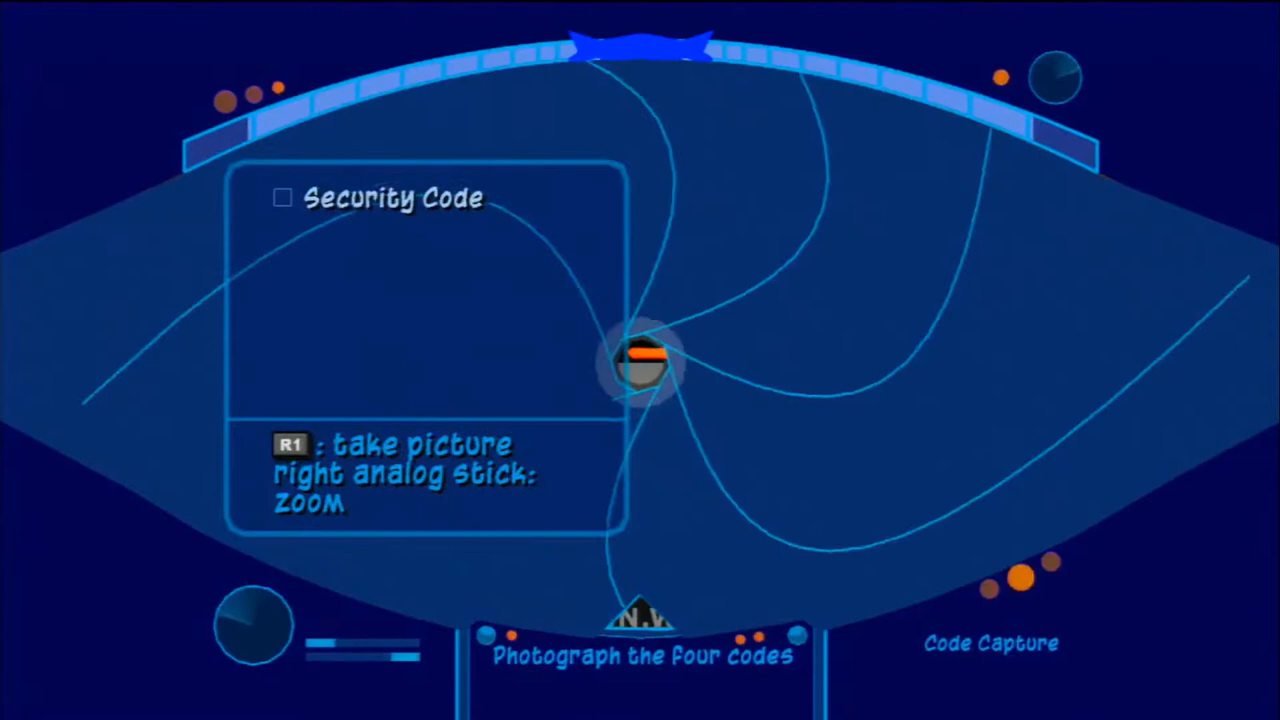 Security Code
R1 : take picture
right analog stick:
zoom
N.W
Photograph the four codes
Code Capture